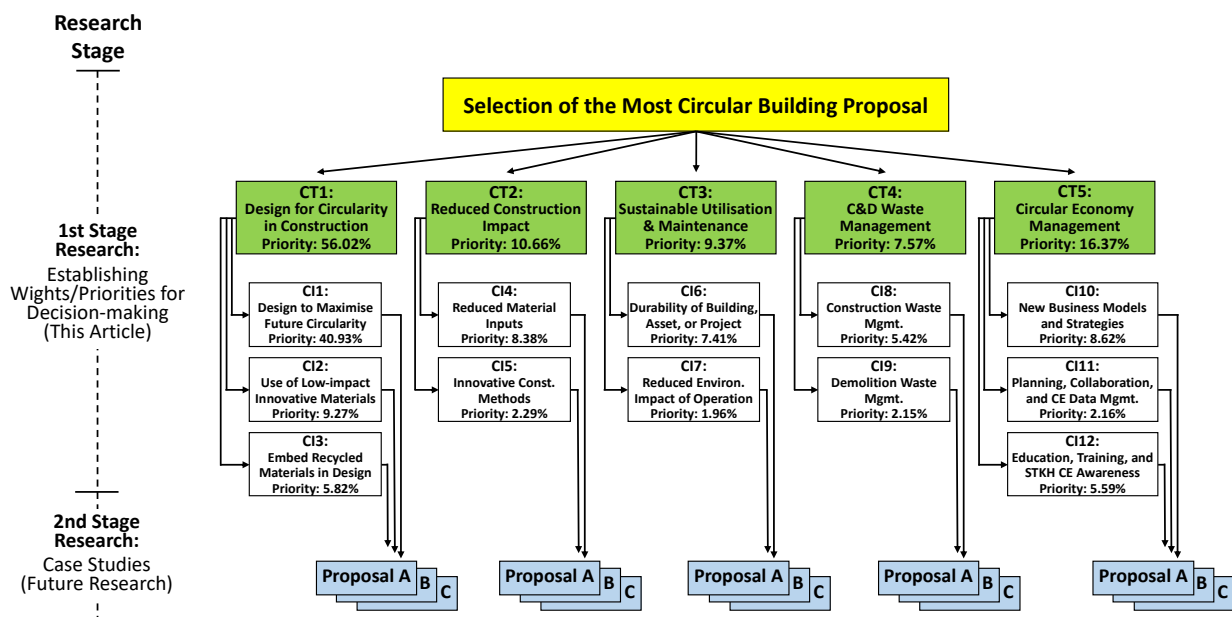 Research
Stage
Selection of the Most Circular Building Proposal
CT1:
Design for Circularity
in Construction
Priority: 56.02%
CT2:
Reduced Construction
Impact
Priority: 10.66%
CT3:
Sustainable Utilisation
& Maintenance
Priority: 9.37%
CT4:
C&D Waste
Management
Priority: 7.57%
CT5:
Circular Economy
Management
Priority: 16.37%
1st Stage
Research:
Establishing
Wights/Priorities for
Decision-making
(This Article)
CI1:
Design to Maximise
Future Circularity
Priority: 40.93%
CI4:
Reduced Material
Inputs
Priority: 8.38%
CI6:
Durability of Building,
Asset, or Project
Priority: 7.41%
CI8:
Construction Waste
Mgmt.
Priority: 5.42%
CI10:
New Business Models
and Strategies
Priority: 8.62%
CI2:
Use of Low-impact
Innovative Materials
Priority: 9.27%
CI5:
Innovative Const.
Methods
Priority: 2.29%
CI7:
Reduced Environ.
Impact of Operation
Priority: 1.96%
CI9:
Demolition Waste
Mgmt.
Priority: 2.15%
CI11:
Planning, Collaboration,
and CE Data Mgmt.
Priority: 2.16%
CI3:
Embed Recycled
Materials in Design
Priority: 5.82%
CI12:
Education, Training, and
STKH CE Awareness
Priority: 5.59%
2nd Stage
Research:
Case Studies
(Future Research)
Proposal A
B
C
Proposal A
B
C
Proposal A
B
C
Proposal A
B
C
Proposal A
B
C